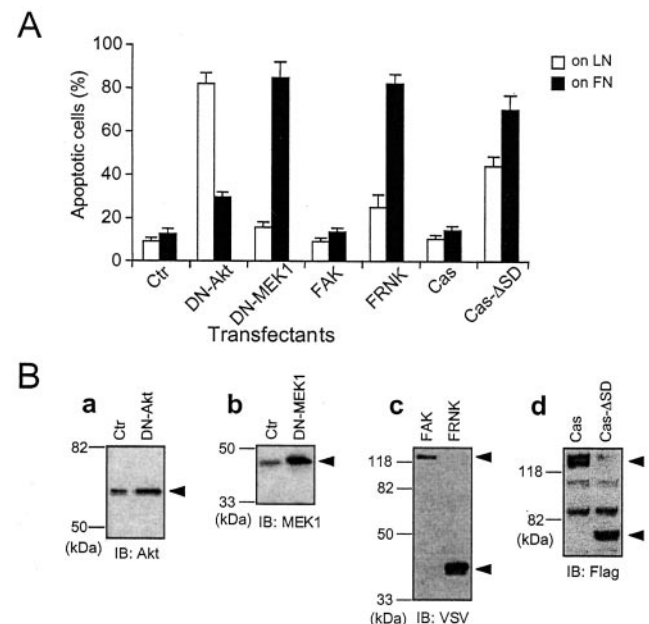 A
Apoptotic cells (%)
100
80
60
40
20
0
on LN
on FN
Ctr
DN-Akt
DN-MEK1
FAK
FRNK
Cas
Cas-ΔSD
Transfectants
B
a
Ctr
DN-Akt
82
50
(kDa)
IB: Akt
b
Ctr
DN-MEK1
50
33
(kDa)
IB: MEK1
c
FAK
FRNK
118
82
50
33
(kDa)
IB: VSV
d
Cas
Cas-ΔSD
118
82
(kDa)
IB: Flag